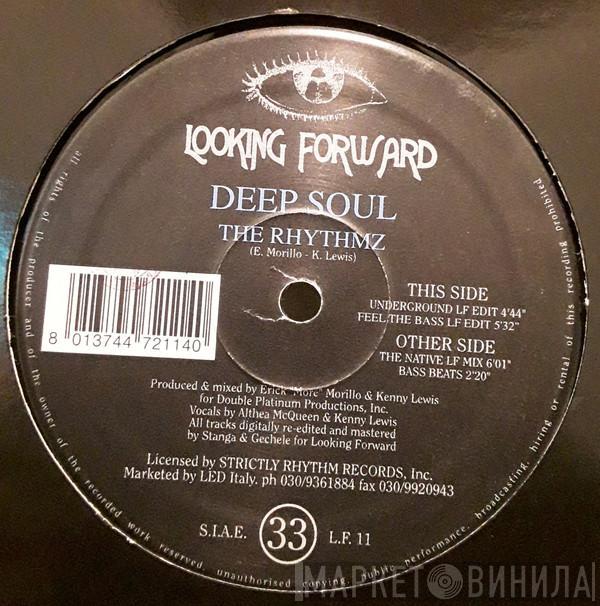 LOOKING FORWARD
DEEP SOUL
THE RHYTHMZ
(E. Morillo - K. Lewis)
THIS SIDE
UNDERGROUND LF EDIT 4'44"
FEEL THE BASS LF EDIT 5'32"
OTHER SIDE
THE NATIVE LF MIX 6'01"
BASS BEATS 2'20"
8 013744 721140
Produced & mixed by Erick "More" Morillo & Kenny Lewis
for Double Platinum Productions, Inc.
Vocals by Althea McQueen & Kenny Lewis
All tracks digitally re-edited and mastered
by Stanga & Gechele for Looking Forward
Licensed by STRICTLY RHYTHM RECORDS, Inc.
Marketed by LED Italy. ph 030/9361884 fax 030/9920943
S.I.A.E. 33 L.F. 11
all rights of the producer and of the owner of the recorded work reserved. unauthorised copying, public performance, broadcasting, hiring or rental of this recording prohibited
МАРКЕТ ВИНИЛА